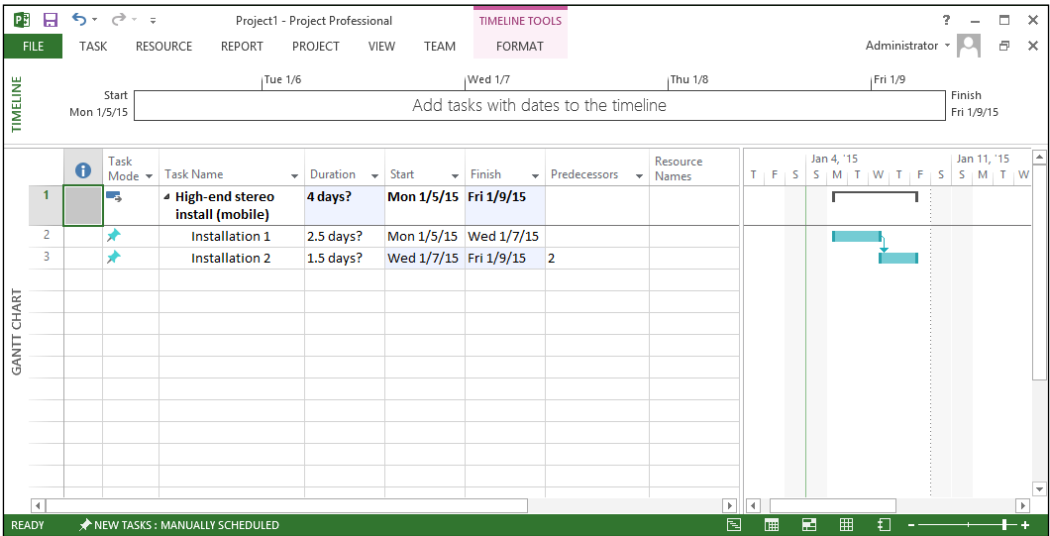 Project1 - Project Professional
TIMELINE TOOLS
?
FILE TASK RESOURCE REPORT PROJECT VIEW TEAM FORMAT
Administrator
TIMELINE
Tue 1/6 Wed 1/7 Thu 1/8 Fri 1/9
Start
Mon 1/5/15
Add tasks with dates to the timeline
Finish
Fri 1/9/15
GANTT CHART
Task Mode Task Name Duration Start Finish Predecessors Resource Names
Jan 4, '15 Jan 11, '15
T F S S M T W T F S S M T W
1 High-end stereo install (mobile) 4 days? Mon 1/5/15 Fri 1/9/15
2 Installation 1 2.5 days? Mon 1/5/15 Wed 1/7/15
3 Installation 2 1.5 days? Wed 1/7/15 Fri 1/9/15 2
READY NEW TASKS : MANUALLY SCHEDULED